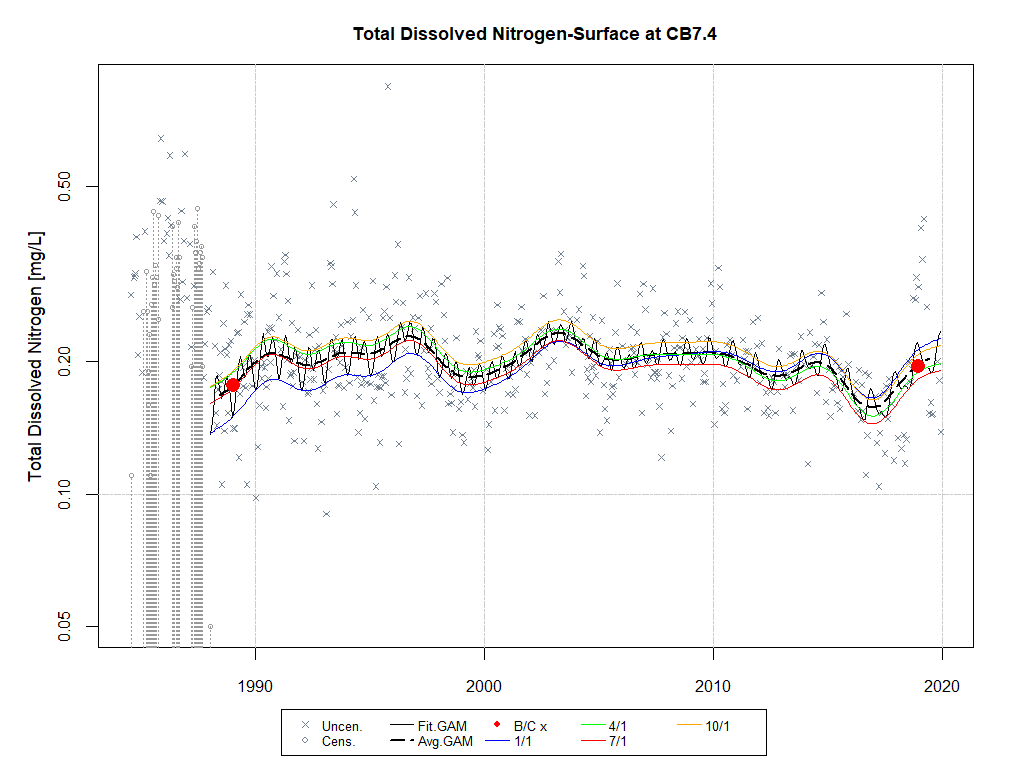 Total Dissolved Nitrogen-Surface at CB7.4
Total Dissolved Nitrogen [mg/L]
0.50
0.20
0.10
0.05
1990 2000 2010 2020
Uncen. Fit.GAM B/C x 4/1 10/1
Cens. Avg.GAM 1/1 7/1